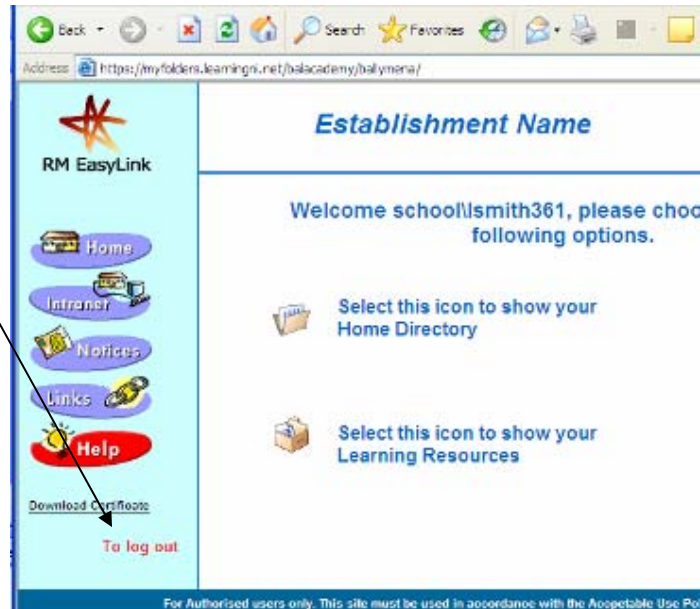 Back
Search
Favorites
Address https://myfolders.learningni.net/balacademy/ballymena/
RM EasyLink
Establishment Name
Welcome school\lsmith361, please choo
following options.
Home
Intranet
Notices
Links
Help
Select this icon to show your
Home Directory
Select this icon to show your
Learning Resources
Download Certificate
To log out
For Authorised users only. This site must be used in accordance with the Acceptable Use Po